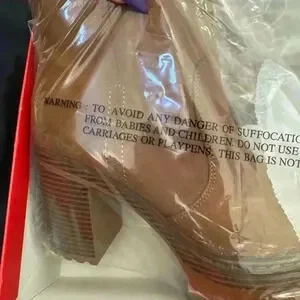 WARNING: TO AVOID ANY DANGER OF SUFFOCATIO
FROM BABIES AND CHILDREN. DO NOT USE
CARRIAGES OR PLAYPENS. THIS BAG IS NOT